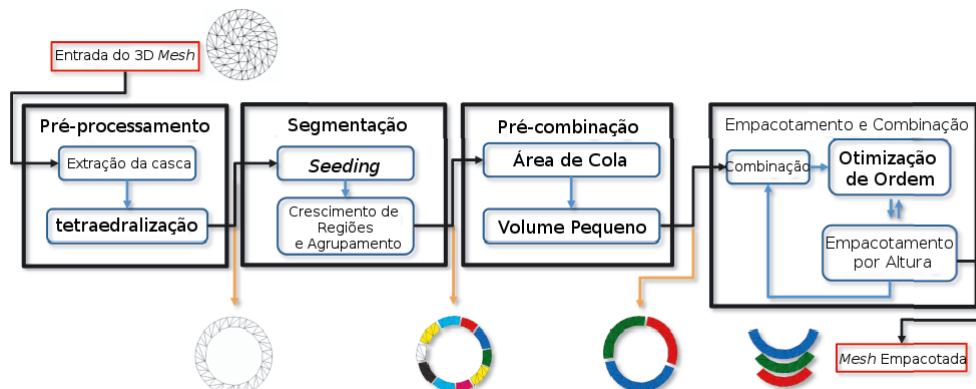 Entrada do 3D Mesh
Pré-processamento
Extração da casca
tetraedralização
Segmentação
Seeding
Crescimento de
Regiões
e Agrupamento
Pré-combinação
Área de Cola
Volume Pequeno
Empacotamento e Combinação
Combinação
Otimização
de Ordem
Empacotamento
por Altura
Mesh Empacotada